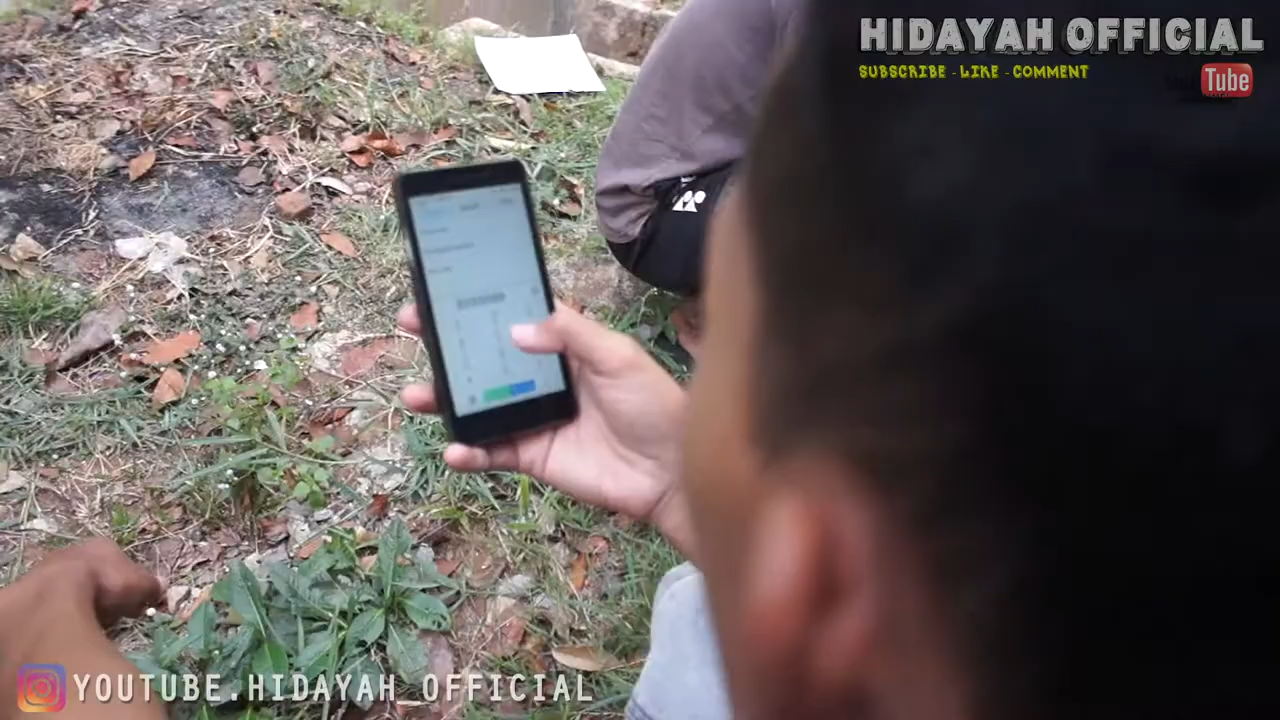 HIDAYAH OFFICIAL
SUBSCRIBE - LIKE - COMMENT
Tube
YOUTUBE.HIDAYAH_OFFICIAL